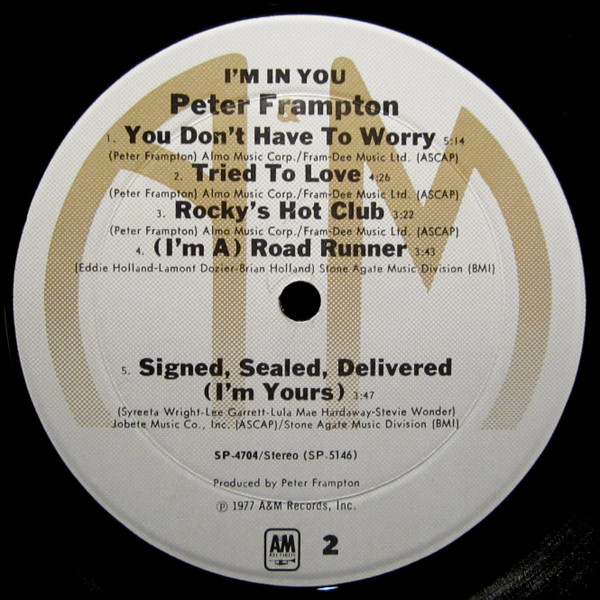 I'M IN YOU
Peter Frampton
1. You Don't Have To Worry 5:14
(Peter Frampton) Almo Music Corp./Fram-Dee Music Ltd. (ASCAP)
2. Tried To Love 4:26
(Peter Frampton) Almo Music Corp./Fram-Dee Music Ltd. (ASCAP)
3. Rocky's Hot Club 3:22
(Peter Frampton) Almo Music Corp./Fram-Dee Music Ltd. (ASCAP)
4. (I'm A) Road Runner 3:43
(Eddie Holland-Lamont Dozier-Brian Holland) Stone Agate Music Division (BMI)
5. Signed, Sealed, Delivered
(I'm Yours) 3:47
(Syreeta Wright-Lee Garrett-Lula Mae Hardaway-Stevie Wonder)
Jobete Music Co., Inc. (ASCAP)/Stone Agate Music Division (BMI)
SP-4704/Stereo (SP-5146)
Produced by Peter Frampton
℗ 1977 A&M Records, Inc.
AM
RECORDS
2